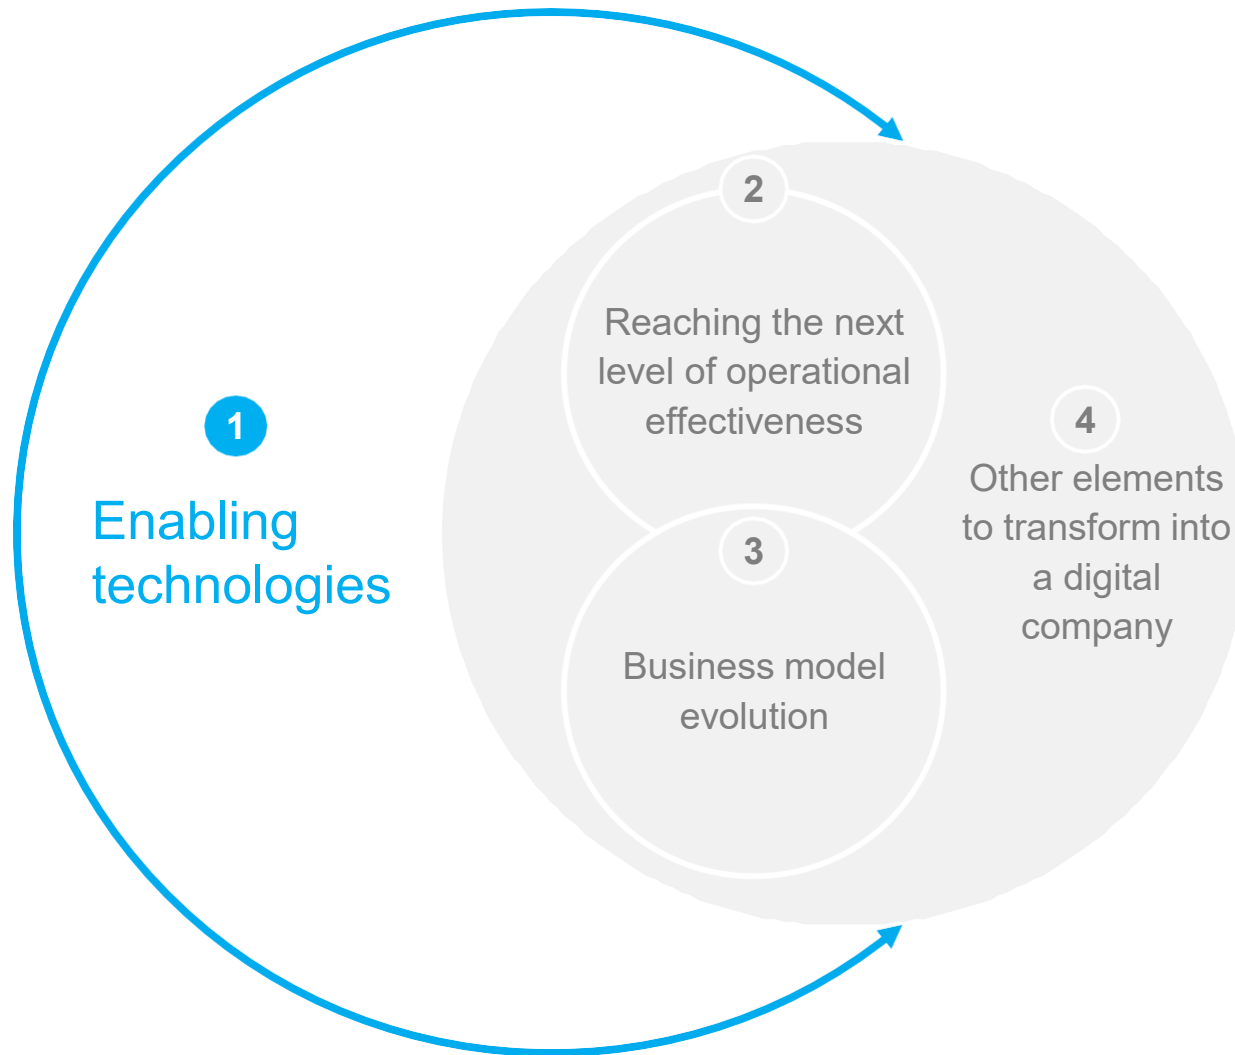 1
Enabling
technologies
2
Reaching the next
level of operational
effectiveness
3
Business model
evolution
4
Other elements
to transform into
a digital
company